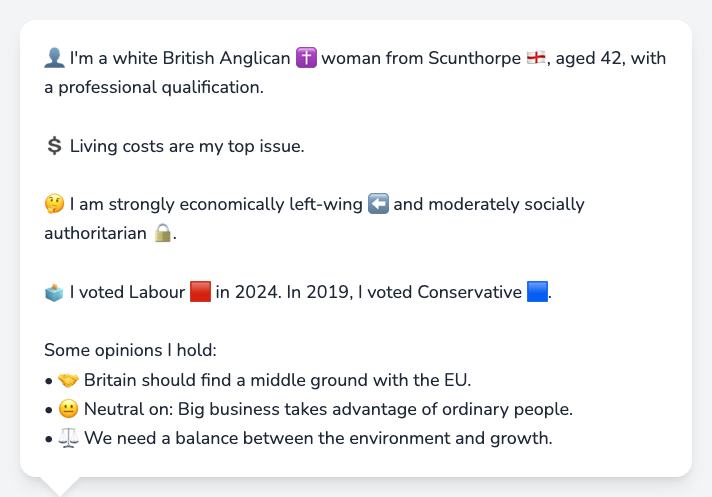 👤 I'm a white British Anglican ✝️ woman from Scunthorpe 🏴󠁧󠁢󠁥󠁮󠁧󠁿, aged 42, with
a professional qualification.
💲 Living costs are my top issue.
🤔 I am strongly economically left-wing ⬅️ and moderately socially
authoritarian 🔒.
🗳️ I voted Labour 🟥 in 2024. In 2019, I voted Conservative 🟦.
Some opinions I hold:
• 🤝 Britain should find a middle ground with the EU.
• 😐 Neutral on: Big business takes advantage of ordinary people.
• ⚖️ We need a balance between the environment and growth.